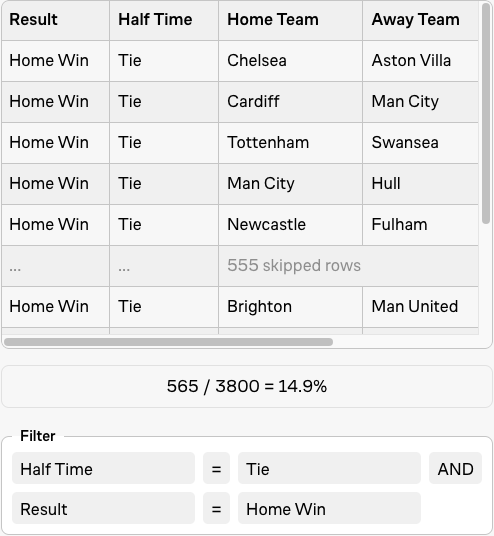 Result Half Time Home Team Away Team
Home Win Tie Chelsea Aston Villa
Home Win Tie Cardiff Man City
Home Win Tie Tottenham Swansea
Home Win Tie Man City Hull
Home Win Tie Newcastle Fulham
... ... 555 skipped rows
Home Win Tie Brighton Man United
565 / 3800 = 14.9%
Filter
Half Time = Tie AND
Result = Home Win